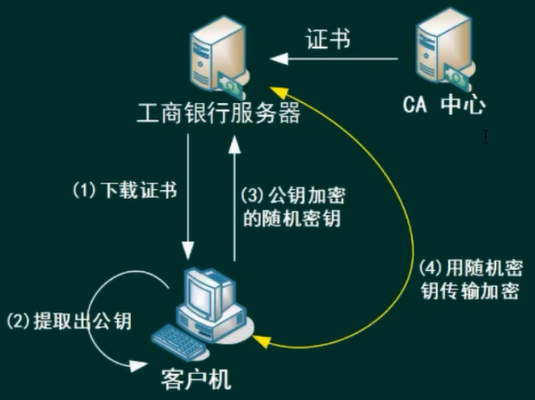 证书
CA 中心
工商银行服务器
(1)下载证书
(3)公钥加密
的随机密钥
(4)用随机密
钥传输加密
(2)提取出公钥
客户机